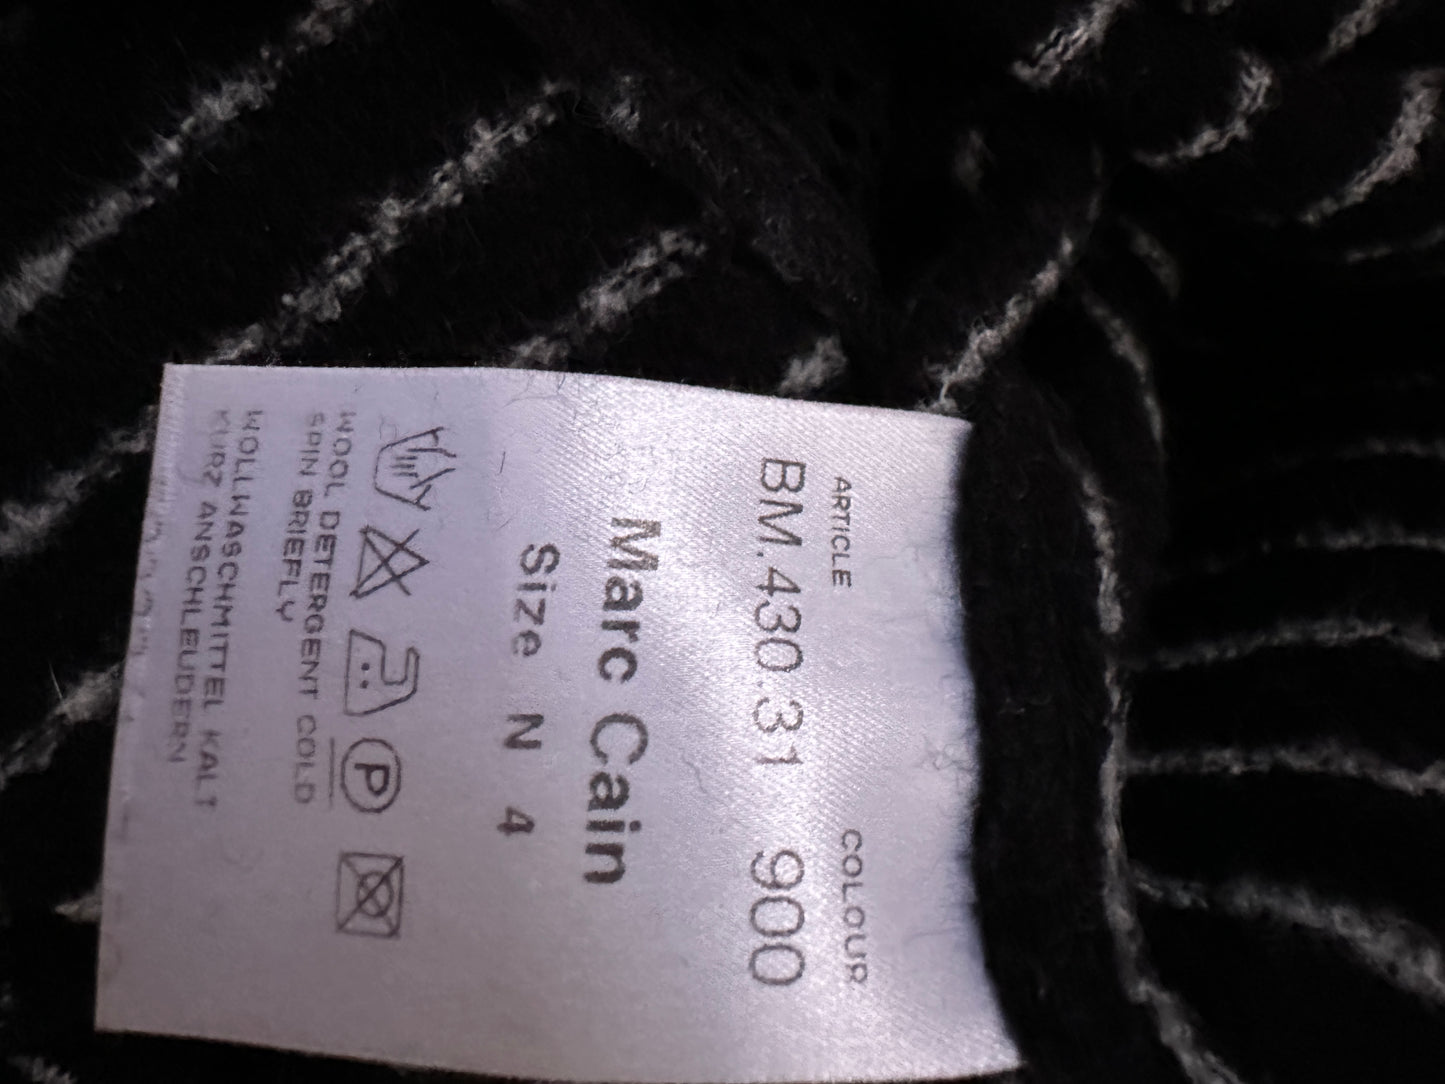 ARTICLE COLOUR
BM.430.31 900
Marc Cain
Size N 4
P
WOOL DETERGENT COLD
SPIN BRIEFLY
WOLLWASCHMITTEL KALT
KURZ ANSCHLEUDERN